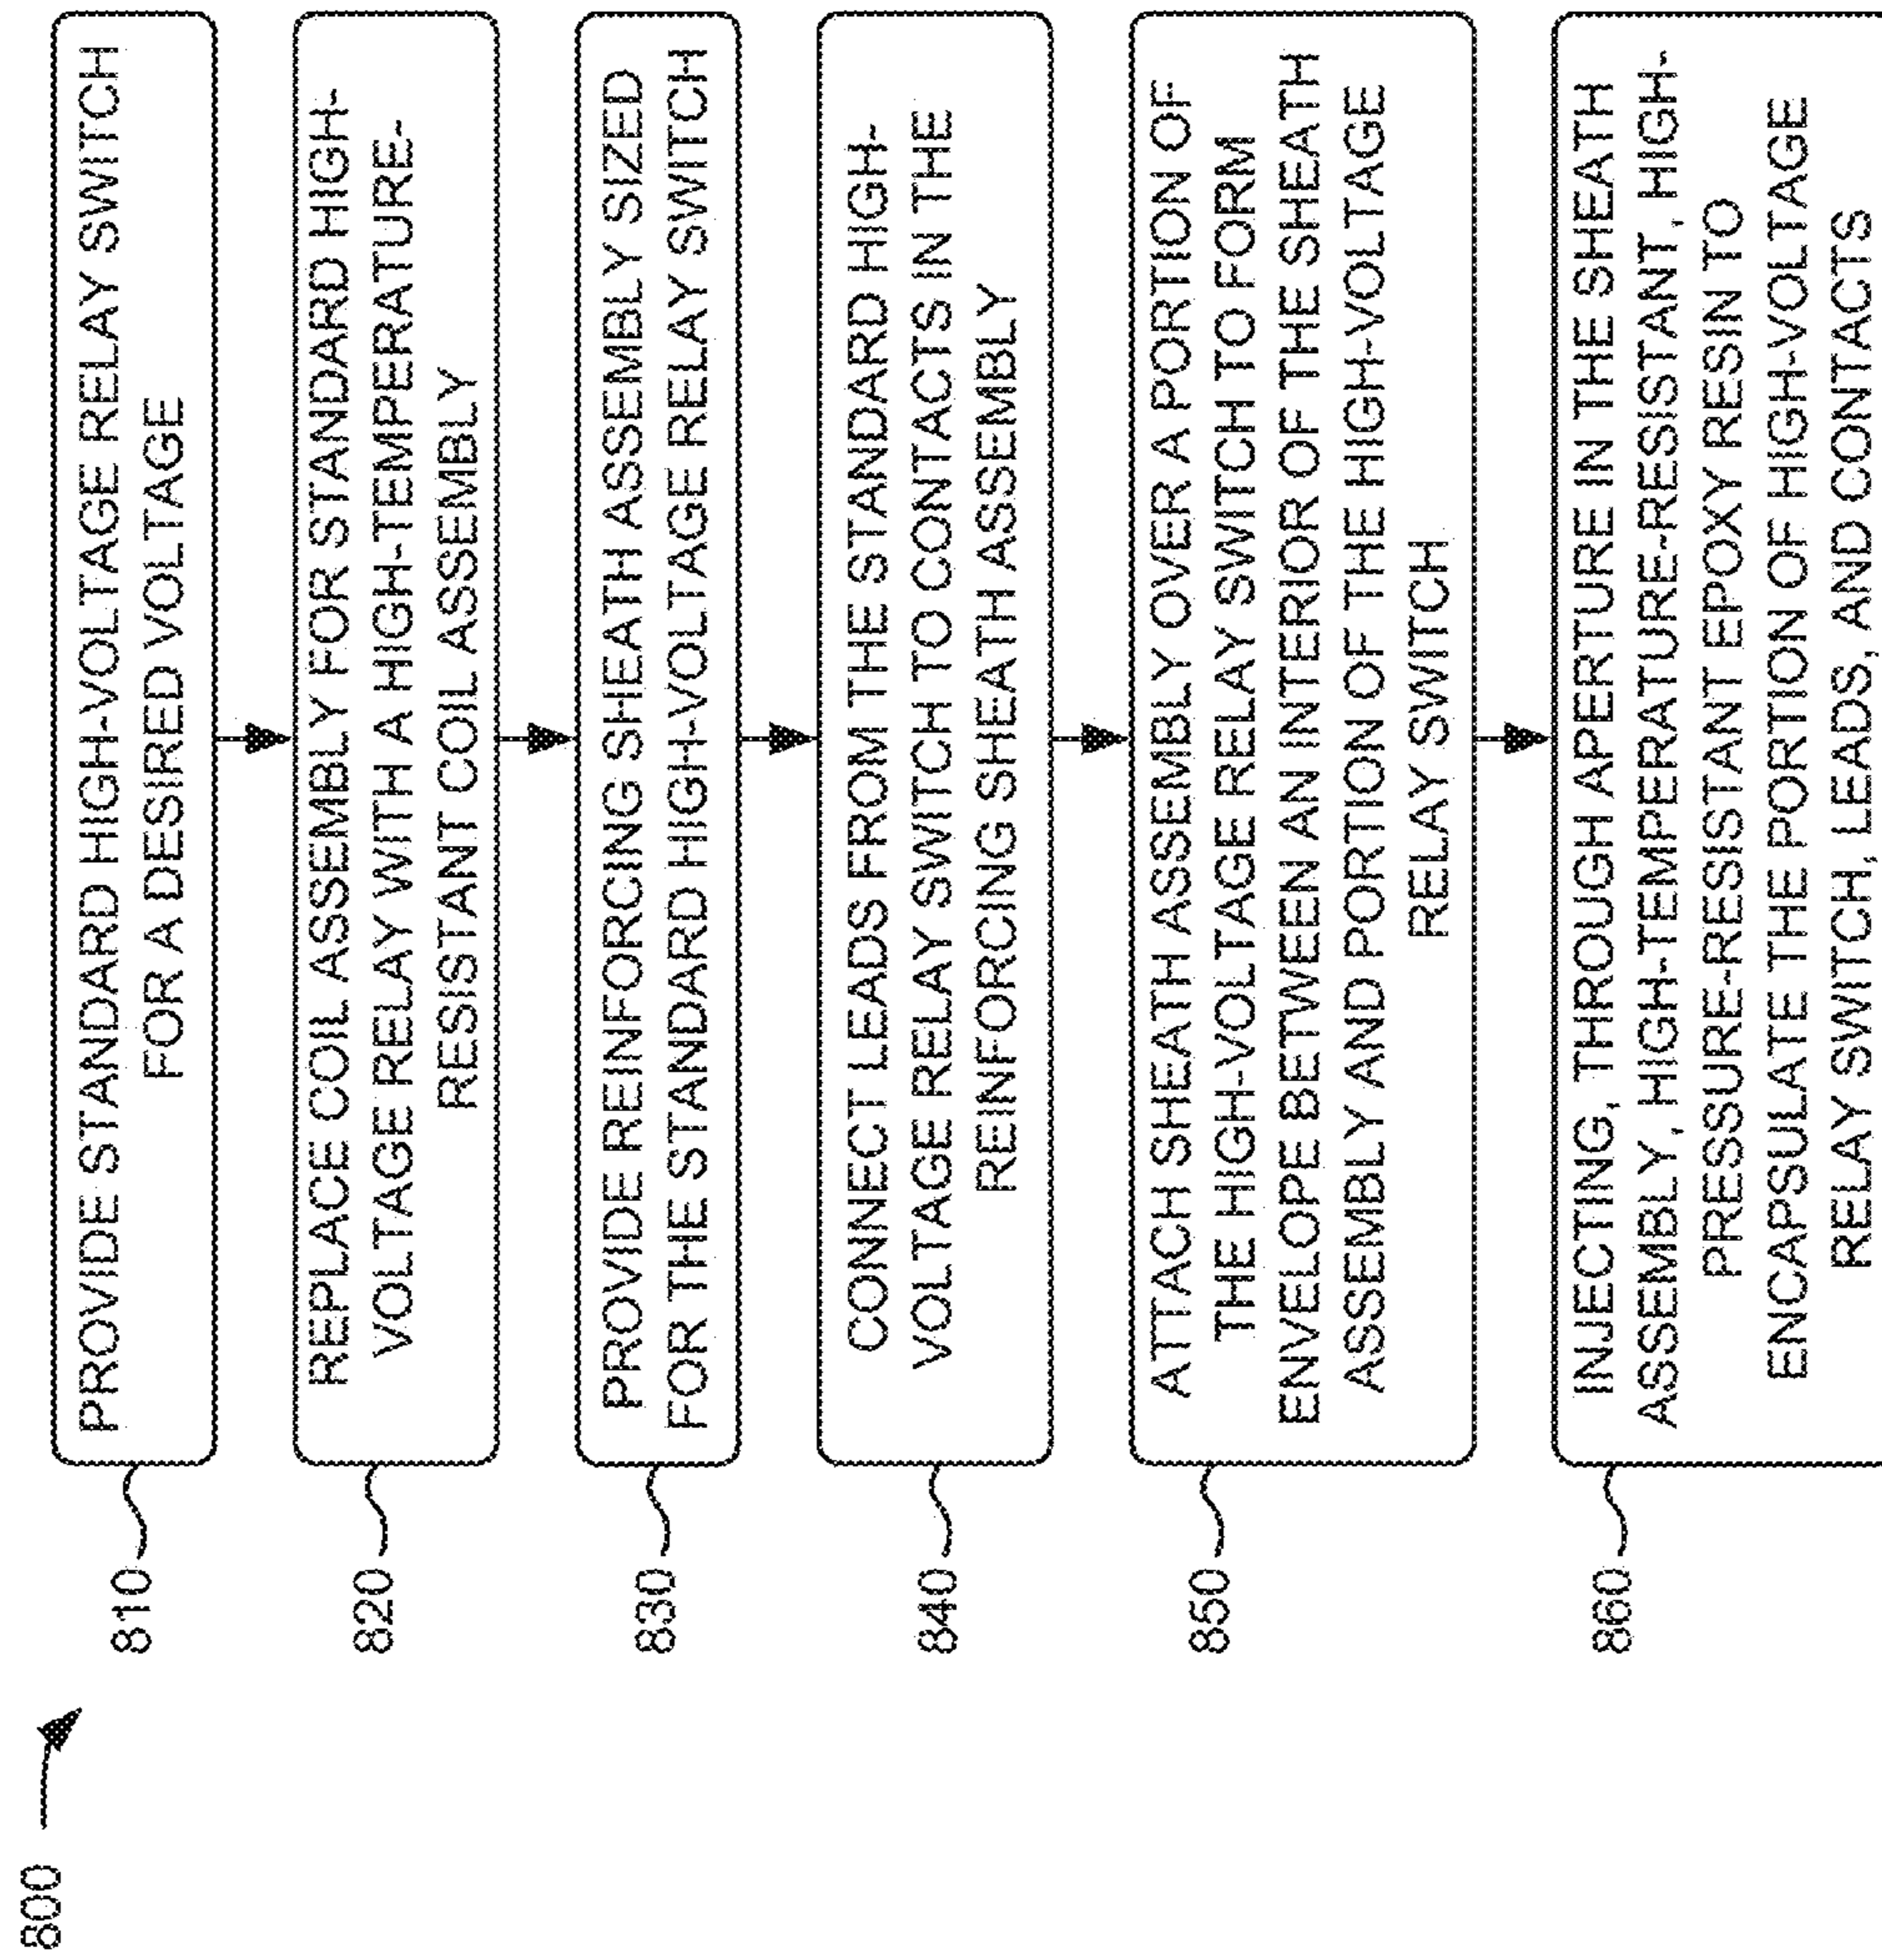 800
810
PROVIDE STANDARD HIGH-VOLTAGE RELAY SWITCH
FOR A DESIRED VOLTAGE
820
REPLACE COIL ASSEMBLY FOR STANDARD HIGH-
VOLTAGE RELAY WITH A HIGH-TEMPERATURE-
RESISTANT COIL ASSEMBLY
830
PROVIDE REINFORCING SHEATH ASSEMBLY SIZED
FOR THE STANDARD HIGH-VOLTAGE RELAY SWITCH
840
CONNECT LEADS FROM THE STANDARD HIGH-
VOLTAGE RELAY SWITCH TO CONTACTS IN THE
REINFORCING SHEATH ASSEMBLY
850
ATTACH SHEATH ASSEMBLY OVER A PORTION OF
THE HIGH-VOLTAGE RELAY SWITCH TO FORM
ENVELOPE BETWEEN AN INTERIOR OF THE SHEATH
ASSEMBLY AND PORTION OF THE HIGH-VOLTAGE
RELAY SWITCH
860
INJECTING, THROUGH APERTURE IN THE SHEATH
ASSEMBLY, HIGH-TEMPERATURE-RESISTANT, HIGH-
PRESSURE-RESISTANT EPOXY RESIN TO
ENCAPSULATE THE PORTION OF HIGH-VOLTAGE
RELAY SWITCH, LEADS, AND CONTACTS